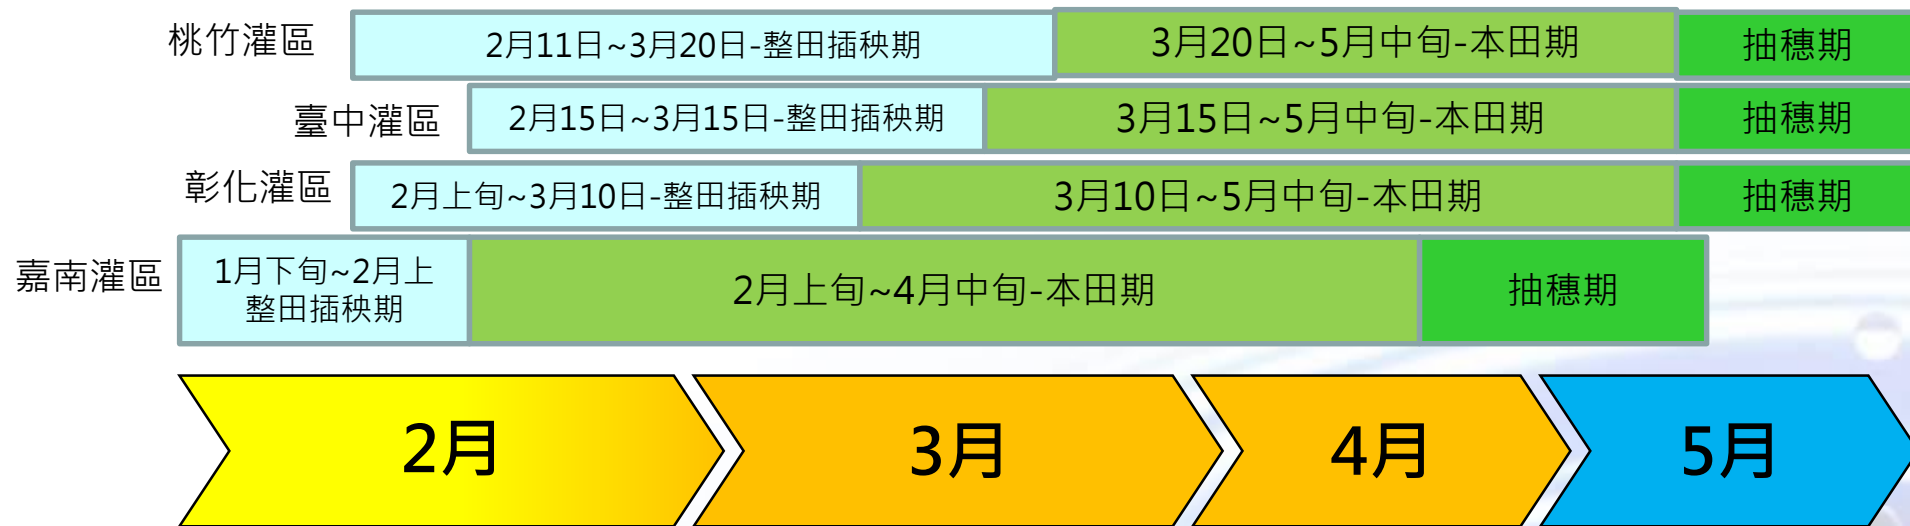 桃竹灌區
2月11日~3月20日-整田插秧期
3月20日~5月中旬-本田期
抽穗期
臺中灌區
2月15日~3月15日-整田插秧期
3月15日~5月中旬-本田期
抽穗期
彰化灌區
2月上旬~3月10日-整田插秧期
3月10日~5月中旬-本田期
抽穗期
嘉南灌區
1月下旬~2月上
整田插秧期
2月上旬~4月中旬-本田期
抽穗期
2月
3月
4月
5月